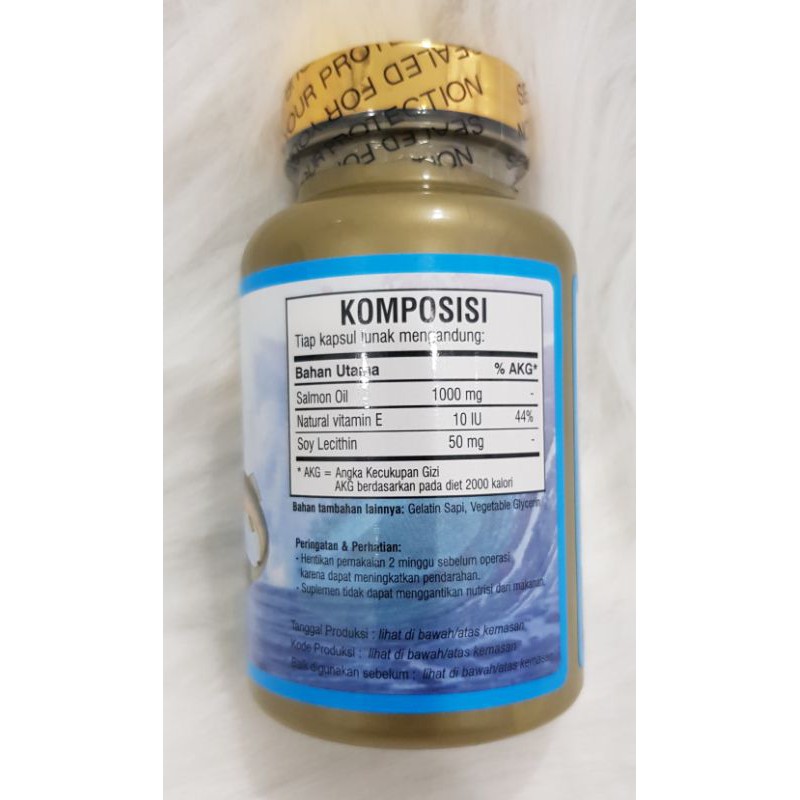 YOUR PROTE
SEALED FOR YOUR
PROTECTION
SEALED
KOMPOSISI
Tiap kapsul lunak mengandung:
Bahan Utama % AKG*
Salmon Oil 1000 mg -
Natural vitamin E 10 IU 44%
Soy Lecithin 50 mg -
* AKG = Angka Kecukupan Gizi
AKG berdasarkan pada diet 2000 kalori
Bahan tambahan lainnya: Gelatin Sapi, Vegetable Glycerin
Peringatan & Perhatian:
- Hentikan pemakaian 2 minggu sebelum operasi
karena dapat meningkatkan pendarahan.
- Suplemen tidak dapat menggantikan nutrisi dari makanan.
Tanggal Produksi : lihat di bawah/atas kemasan
Kode Produksi : lihat di bawah/atas kemasan
Baik digunakan sebelum : lihat di bawah/atas kemasan